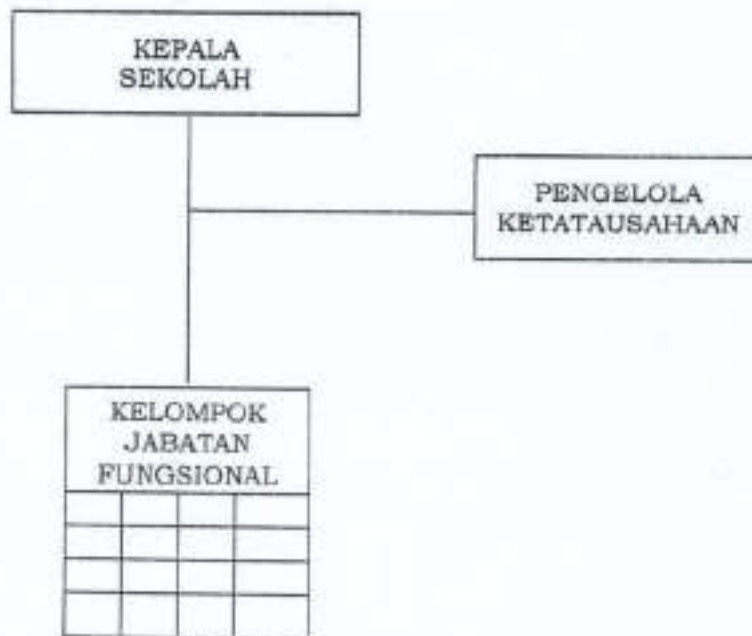 KEPALA
SEKOLAH
PENGELOLA
KETATAUSAHAAN
KELOMPOK
JABATAN
FUNGSIONAL